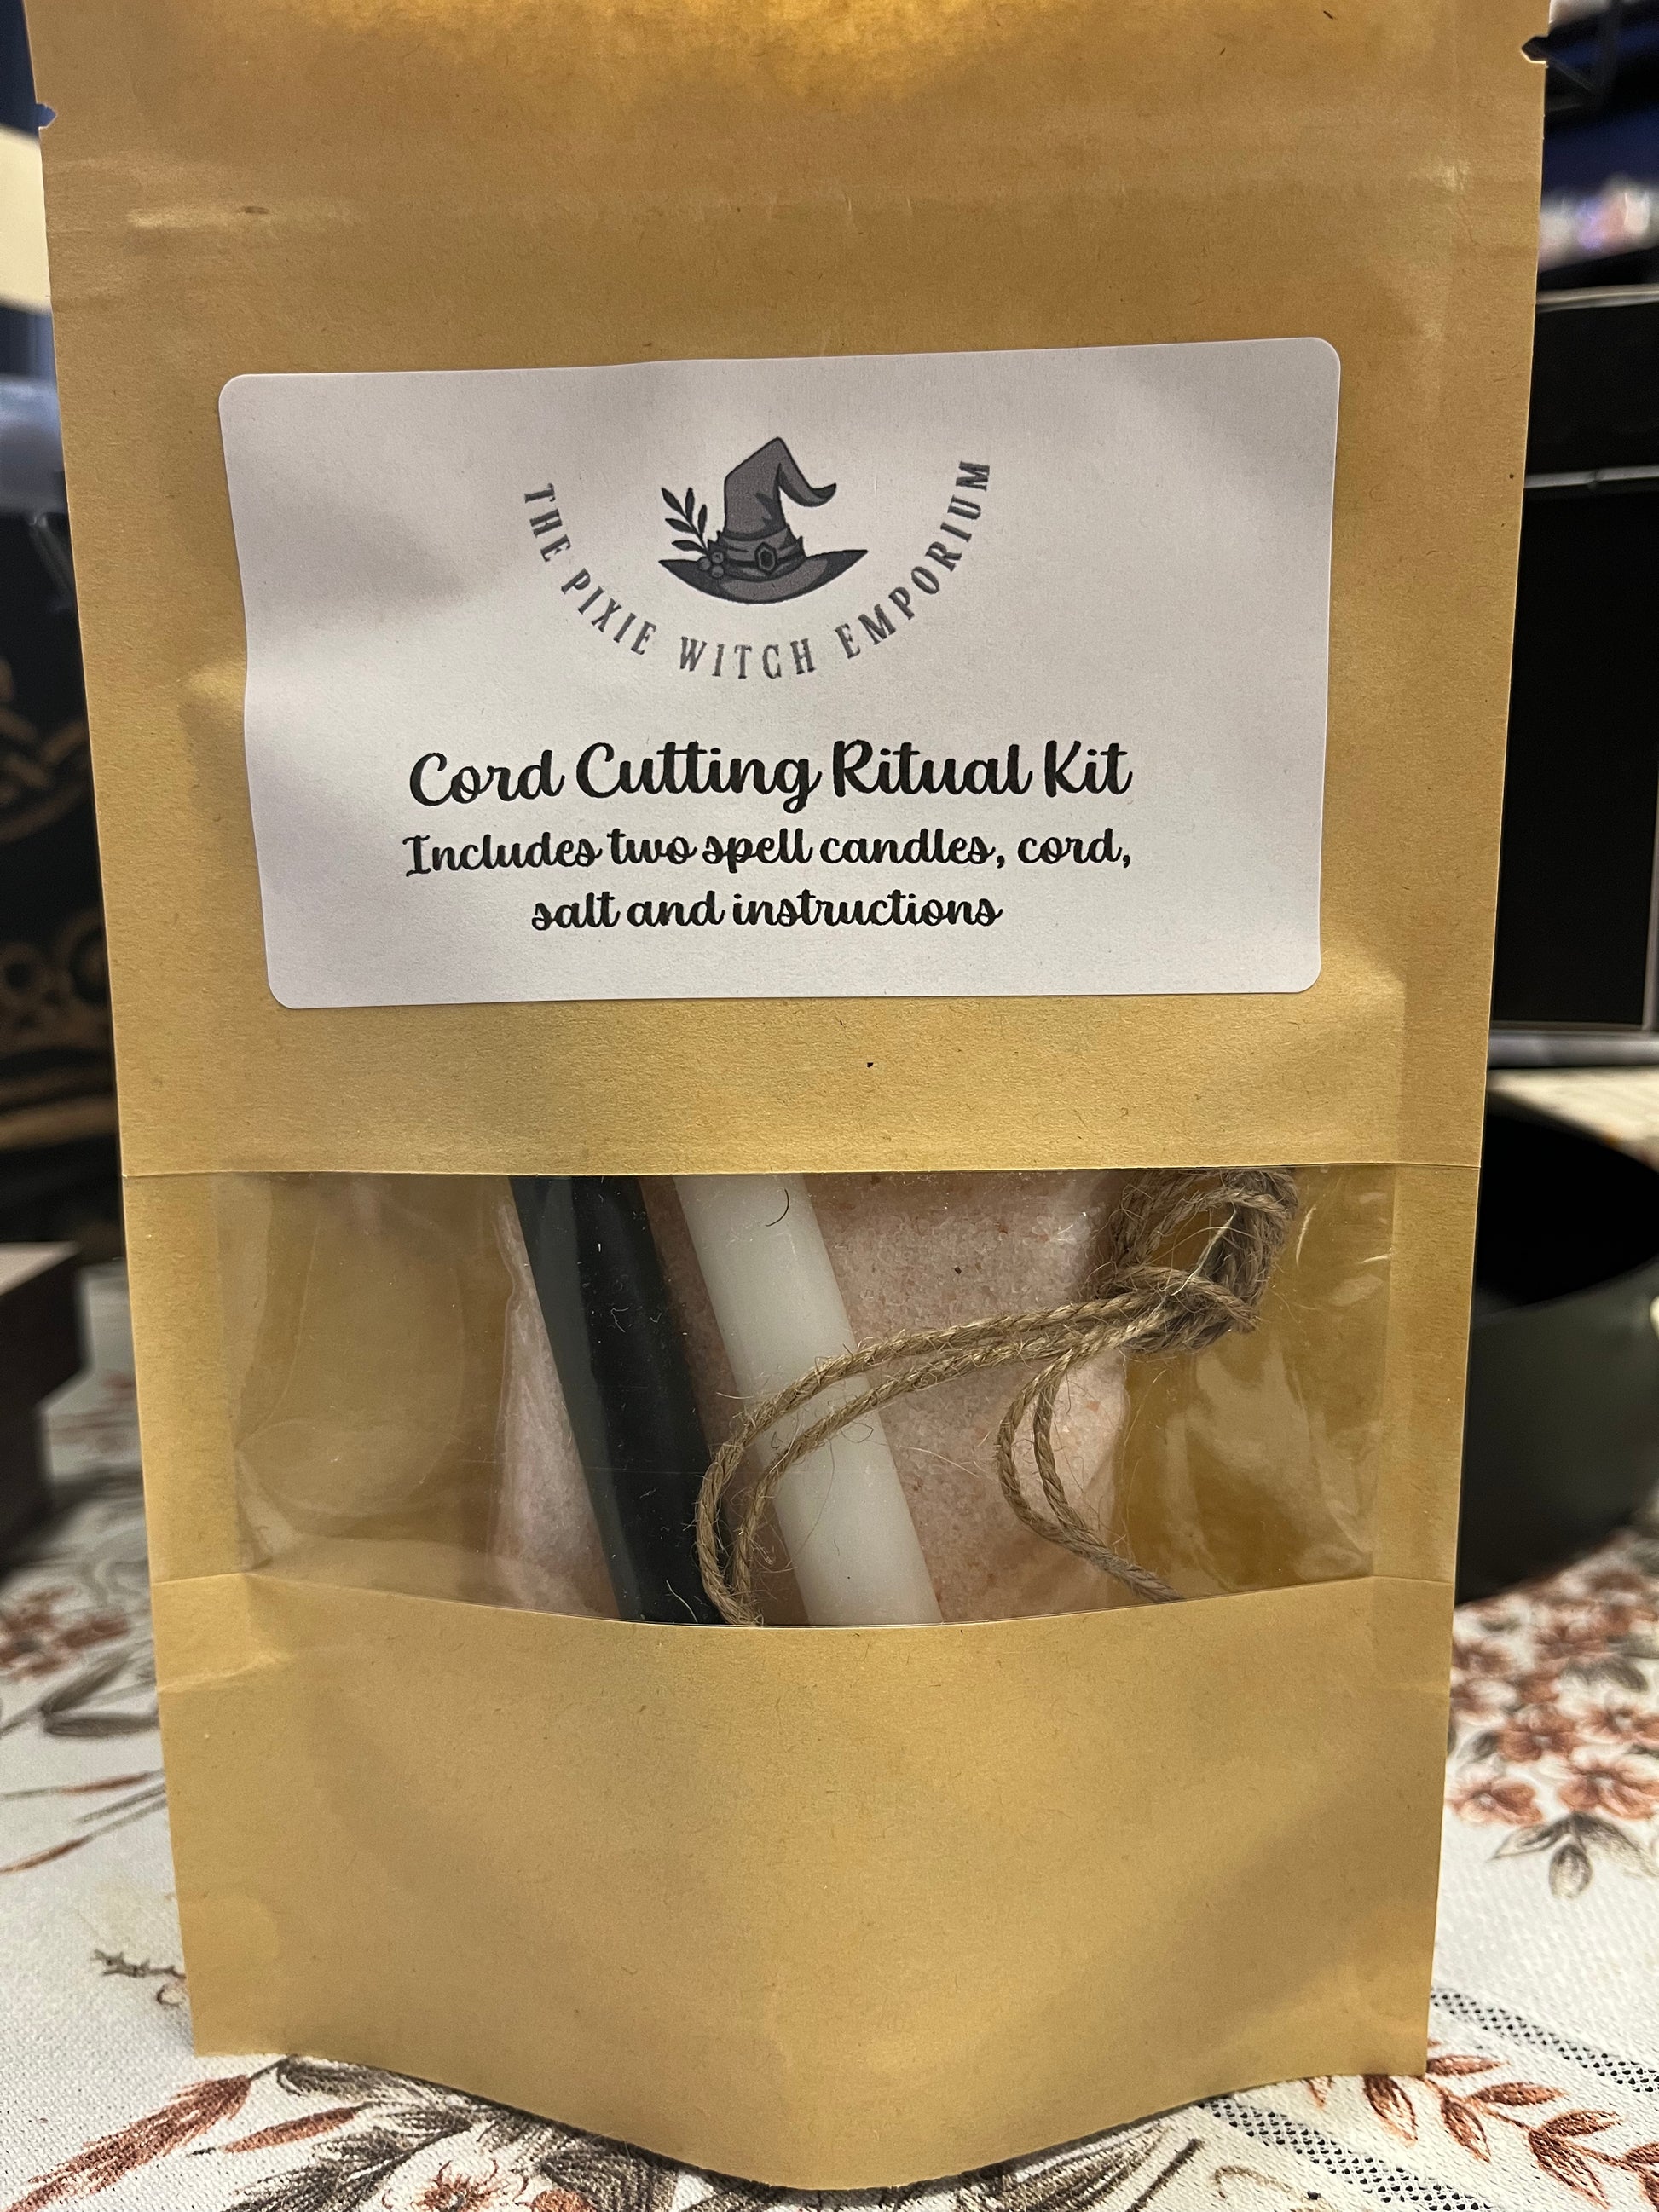 THE PIXIE WITCH EMPORIUM
Cord Cutting Ritual Kit
Includes two spell candles, cord,
salt and instructions